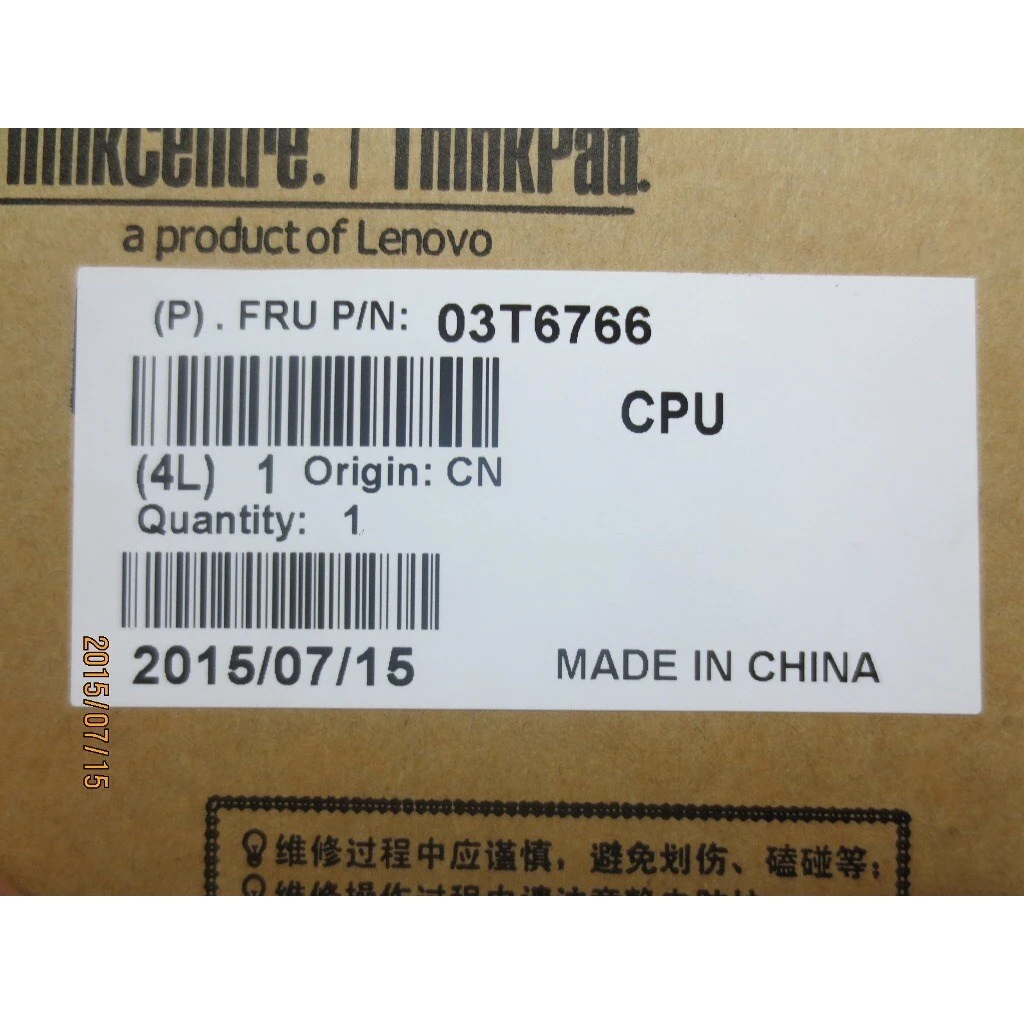 ThinkCentre. | ThinkPad.
a product of Lenovo
(P) . FRU P/N: 03T6766
CPU
(4L) 1 Origin: CN
Quantity: 1
2015/07/15
MADE IN CHINA
2015/07/15
维修过程中应谨慎，避免划伤、磕碰等；